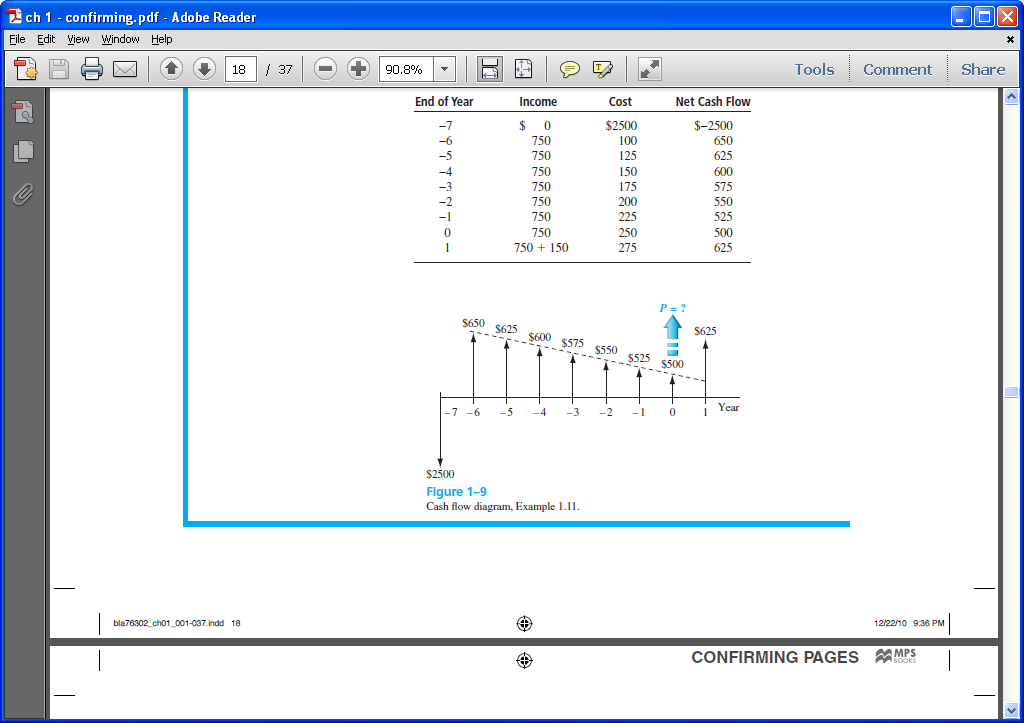 ch 1 - confirming.pdf - Adobe Reader
File Edit View Window Help
18 / 37 90.8% Tools Comment Share
End of Year Income Cost Net Cash Flow
−7 $ 0 $2500 $−2500
−6 750 100 650
−5 750 125 625
−4 750 150 600
−3 750 175 575
−2 750 200 550
−1 750 225 525
0 750 250 500
1 750 + 150 275 625
P = ?
$650 $625 $600 $575 $550 $525 $500 $625
−7 −6 −5 −4 −3 −2 −1 0 1 Year
$2500
Figure 1–9
Cash flow diagram, Example 1.11.
bla76302_ch01_001-037.indd 18 12/22/10 9:36 PM
CONFIRMING PAGES MPS BOOKS